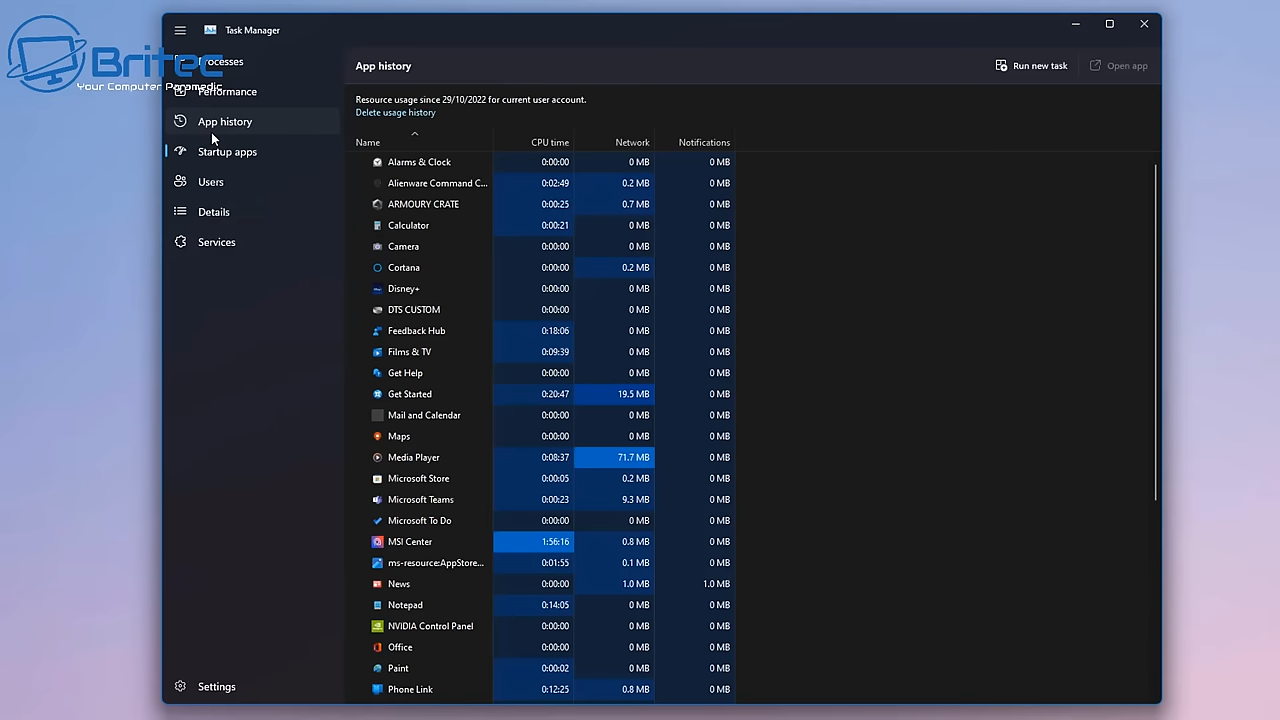 Task Manager
Britec
Your Computer Paramedic
Processes
Performance
App history
Startup apps
Users
Details
Services
Settings
App history
Run new task
Open app
Resource usage since 29/10/2022 for current user account.
Delete usage history
Name CPU time Network Notifications
Alarms & Clock 0:00:00 0 MB 0 MB
Alienware Command C... 0:02:49 0.2 MB 0 MB
ARMOURY CRATE 0:00:25 0.7 MB 0 MB
Calculator 0:00:21 0 MB 0 MB
Camera 0:00:00 0 MB 0 MB
Cortana 0:00:00 0.2 MB 0 MB
Disney+ 0:00:00 0 MB 0 MB
DTS CUSTOM 0:00:00 0 MB 0 MB
Feedback Hub 0:18:06 0 MB 0 MB
Films & TV 0:09:39 0 MB 0 MB
Get Help 0:00:00 0 MB 0 MB
Get Started 0:20:47 19.5 MB 0 MB
Mail and Calendar 0:00:00 0 MB 0 MB
Maps 0:00:00 0 MB 0 MB
Media Player 0:08:37 71.7 MB 0 MB
Microsoft Store 0:00:05 0.2 MB 0 MB
Microsoft Teams 0:00:23 9.3 MB 0 MB
Microsoft To Do 0:00:00 0 MB 0 MB
MSI Center 1:56:16 0.8 MB 0 MB
ms-resource:AppStore... 0:01:55 0.1 MB 0 MB
News 0:00:00 1.0 MB 1.0 MB
Notepad 0:14:05 0 MB 0 MB
NVIDIA Control Panel 0:00:00 0 MB 0 MB
Office 0:00:00 0 MB 0 MB
Paint 0:00:02 0 MB 0 MB
Phone Link 0:12:25 0.8 MB 0 MB